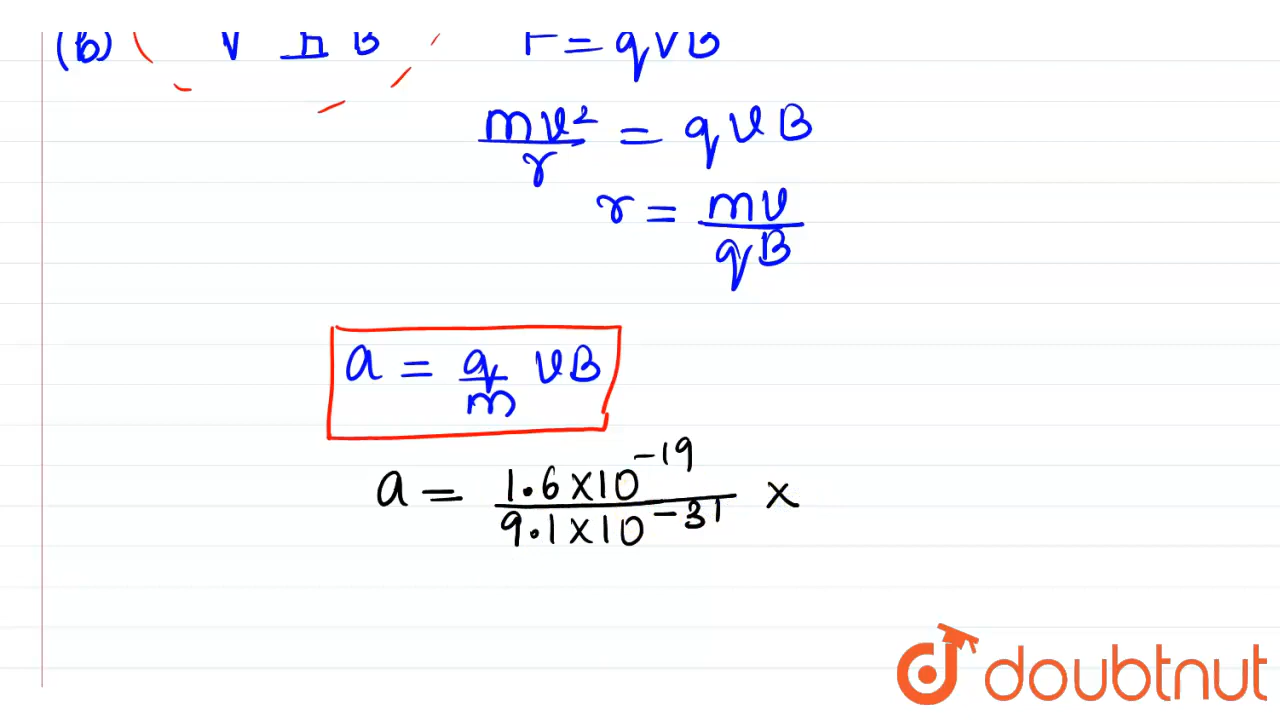 (b) V B F = qVB
mv²/r = qVB
r = mv/qB
a = q/m VB
a = 1.6×10⁻¹⁹/9.1×10⁻³¹ ×
doubtnut